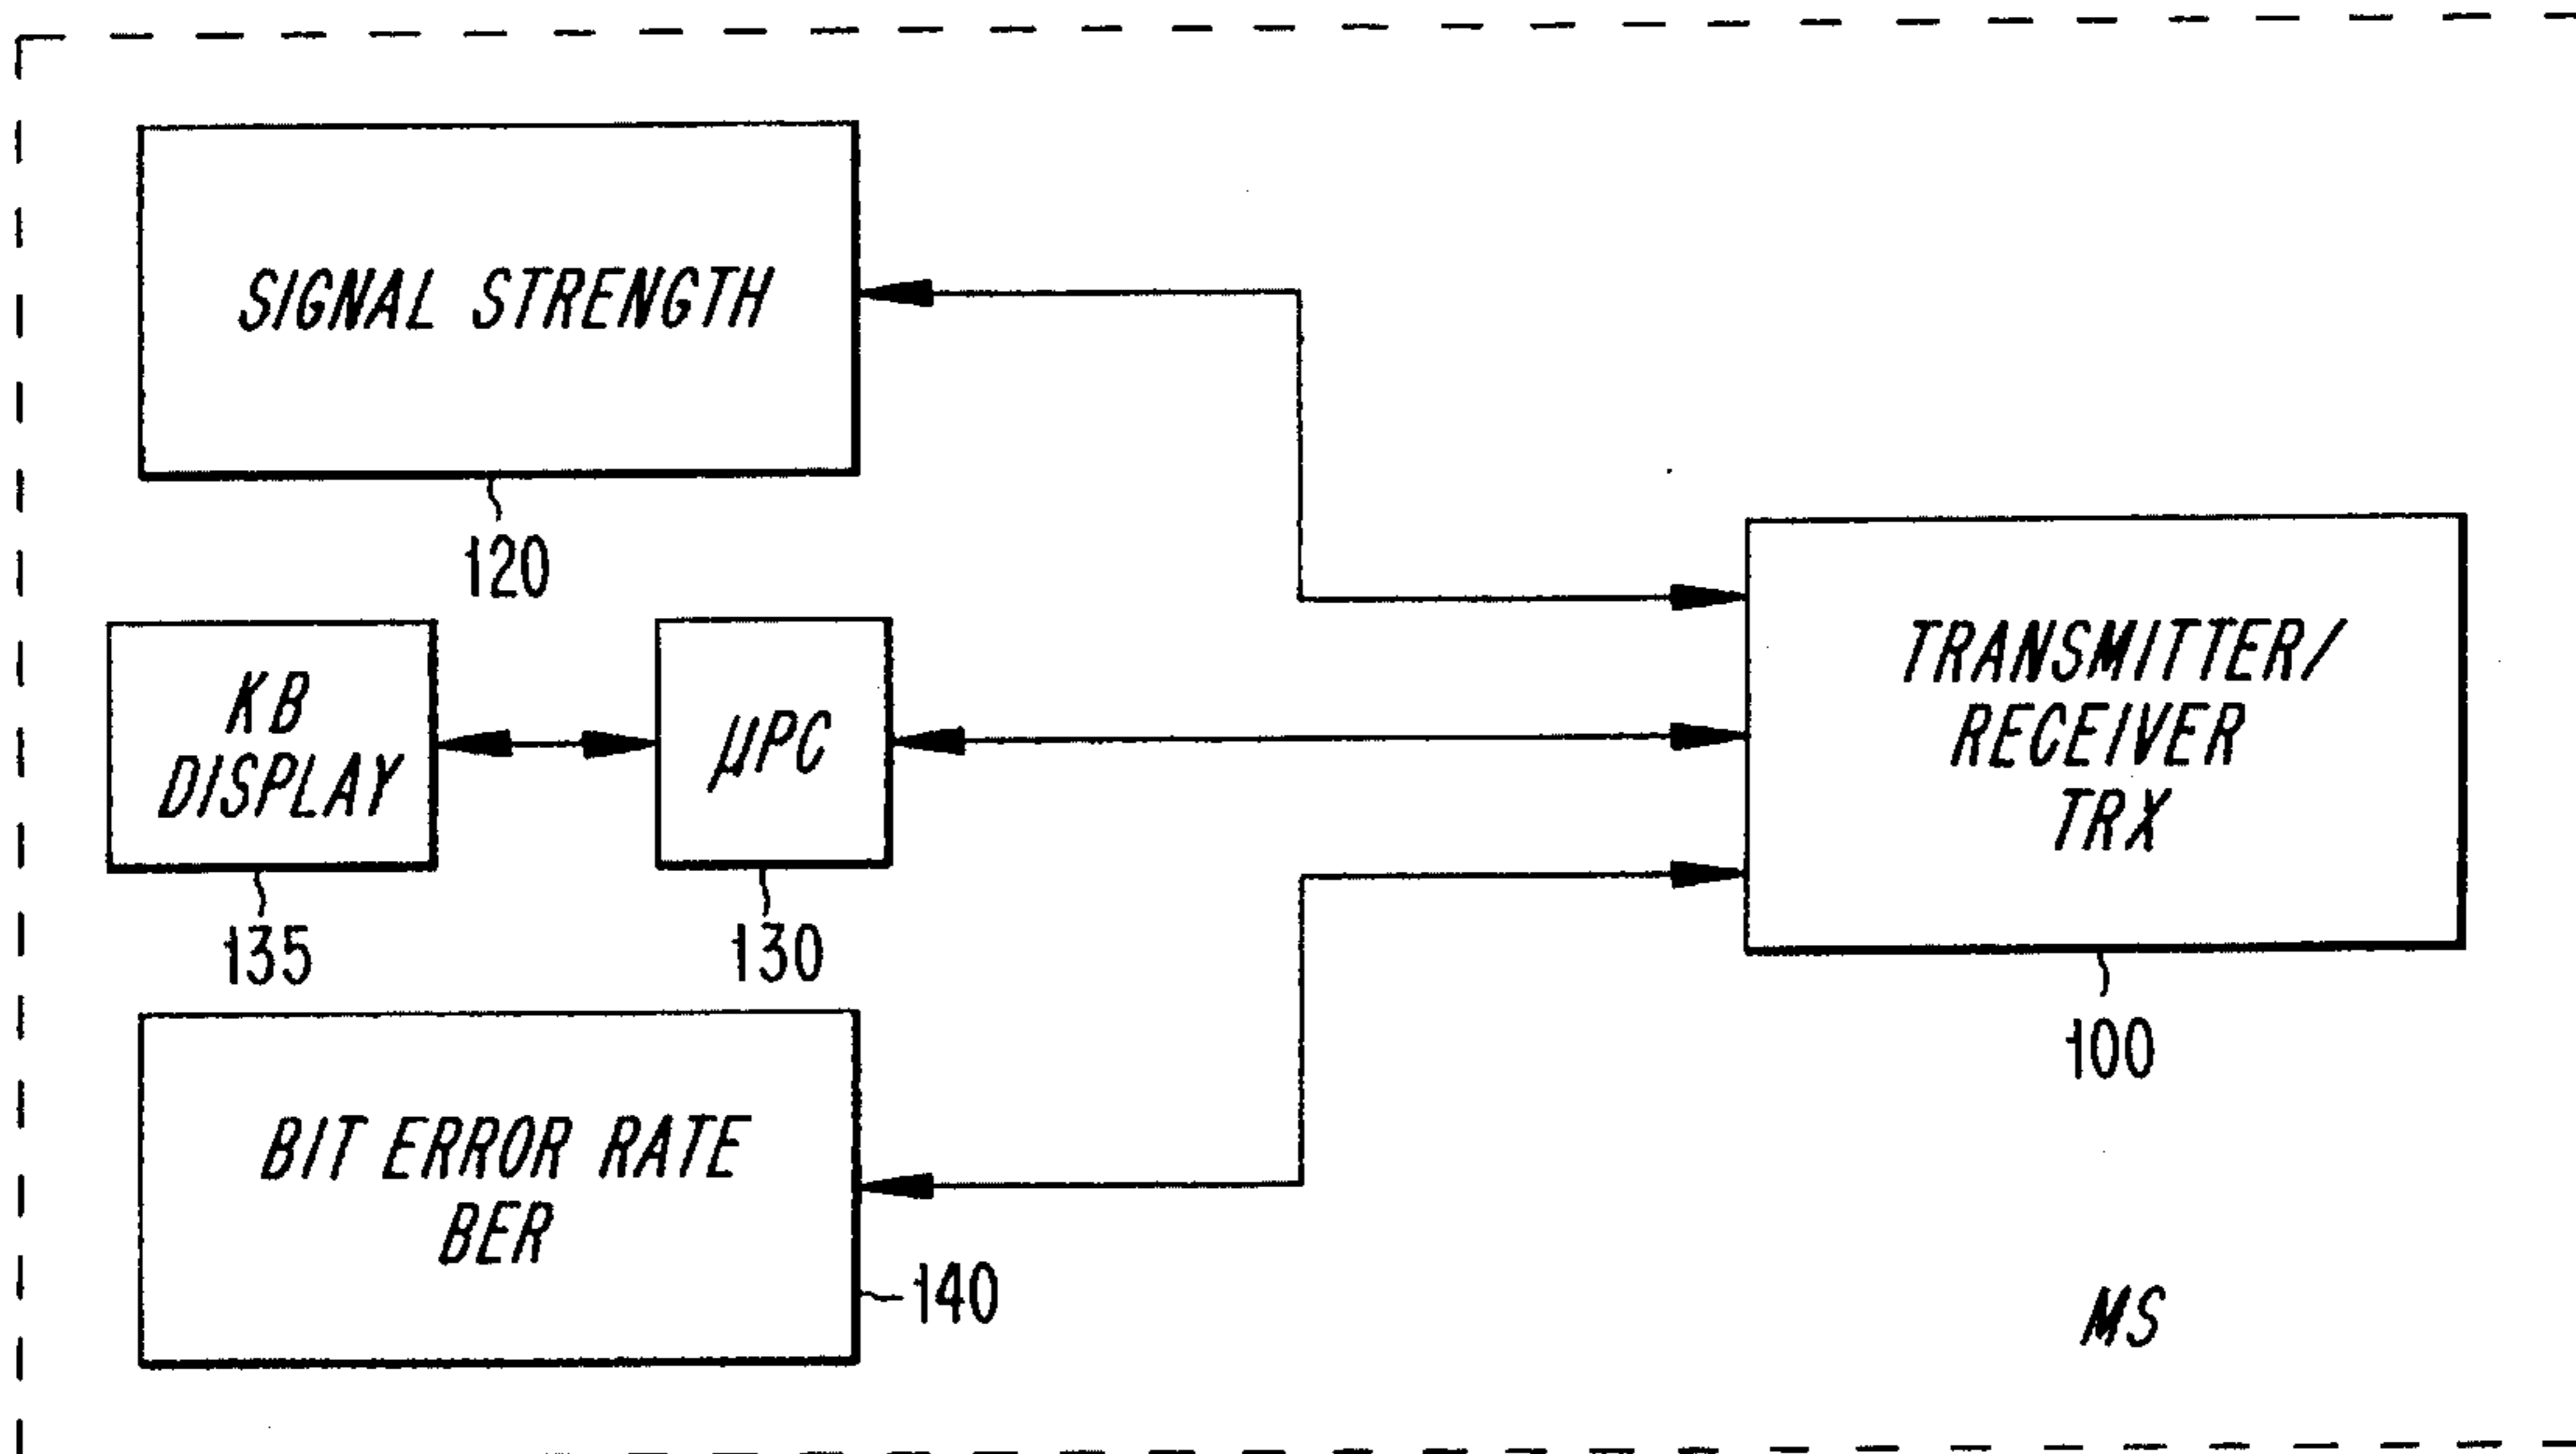 SIGNAL STRENGTH
120
KB
DISPLAY
135
μPC
130
TRANSMITTER/
RECEIVER
TRX
100
BIT ERROR RATE
BER
140
MS